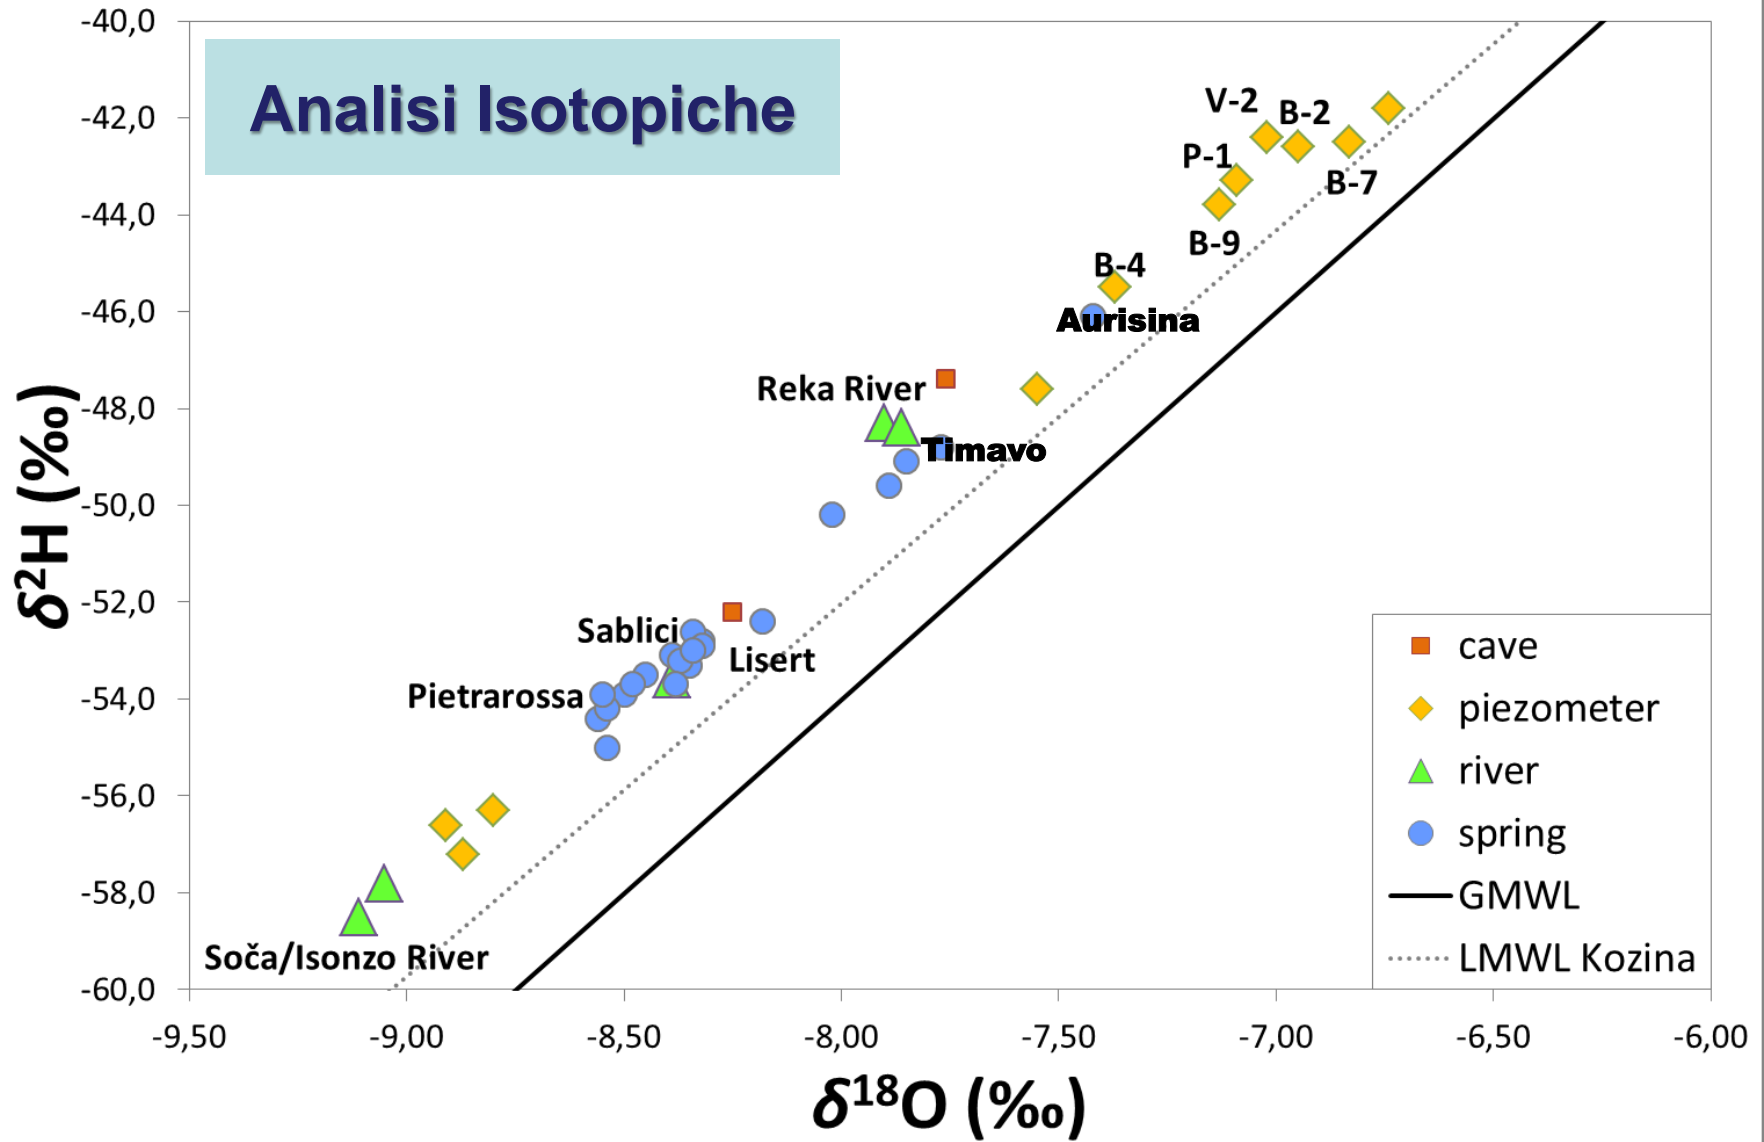 Analisi Isotopiche
-40,0
-42,0
-44,0
-46,0
-48,0
-50,0
-52,0
-54,0
-56,0
-58,0
-60,0
δ²H (‰)
V-2
B-2
P-1
B-7
B-9
B-4
Aurisina
Reka River
Timavo
Sablici
Lisert
Pietrarossa
Soča/Isonzo River
cave
piezometer
river
spring
GMWL
LMWL Kozina
-9,50 -9,00 -8,50 -8,00 -7,50 -7,00 -6,50 -6,00
δ¹⁸O (‰)